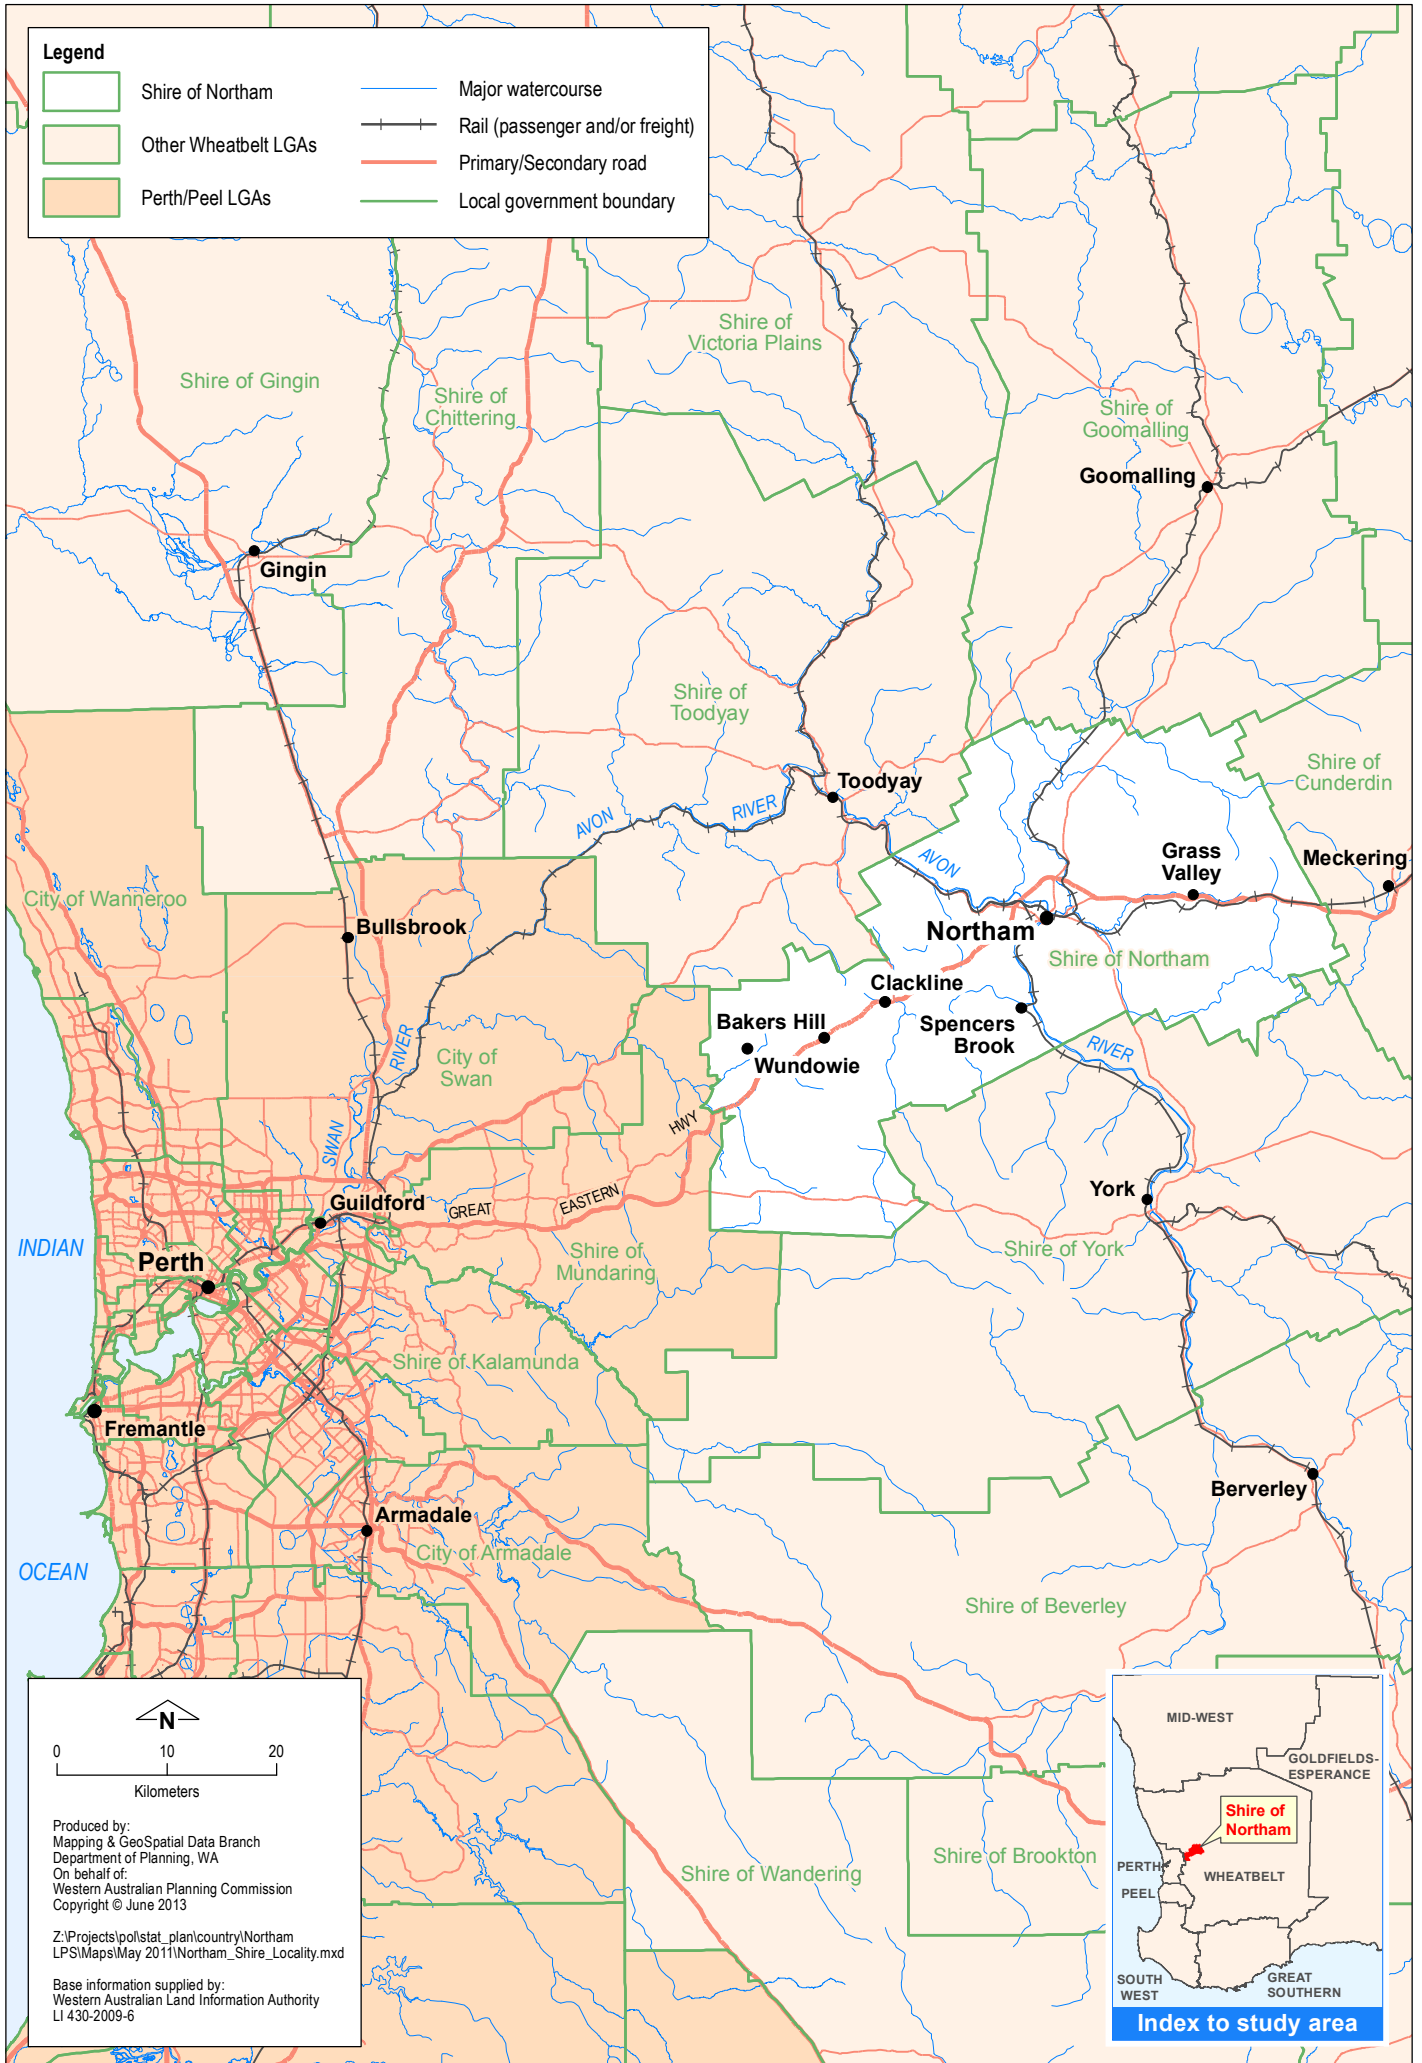 Legend
Shire of Northam
Other Wheatbelt LGAs
Perth/Peel LGAs
Major watercourse
Rail (passenger and/or freight)
Primary/Secondary road
Local government boundary
Shire of
Victoria Plains
Shire of Gingin
Shire of
Chittering
Shire of
Goomalling
Goomalling
Gingin
Shire of
Toodyay
Shire of
Cunderdin
Toodyay
AVON
RIVER
AVON
Grass
Valley
Meckering
City of Wanneroo
Bullsbrook
Northam
Shire of Northam
Clackline
Bakers Hill
Wundowie
Spencers
Brook
RIVER
RIVER
City of
Swan
SWAN
HWY
EASTERN
GREAT
Guildford
York
Shire of York
INDIAN
Perth
Shire of
Mundaring
Shire of Kalamunda
Fremantle
Berverley
Armadale
City of Armadale
OCEAN
Shire of Beverley
Shire of Wandering
Shire of Brookton
N
0 10 20
Kilometers
Produced by:
Mapping & GeoSpatial Data Branch
Department of Planning, WA
On behalf of:
Western Australian Planning Commission
Copyright © June 2013
Z:\Projects\pol\stat_plan\country\Northam
LPS\Maps\May 2011\Northam_Shire_Locality.mxd
Base information supplied by:
Western Australian Land Information Authority
LI 430-2009-6
MID-WEST
GOLDFIELDS-
ESPERANCE
Shire of
Northam
PERTH
WHEATBELT
PEEL
SOUTH
WEST
GREAT
SOUTHERN
Index to study area